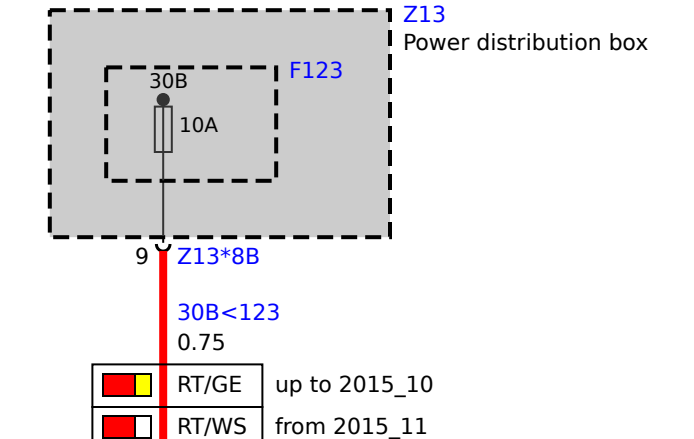 Z13
Power distribution box
F123
30B
10A
9 Z13*8B
30B<123
0.75
RT/GE up to 2015_10
RT/WS from 2015_11